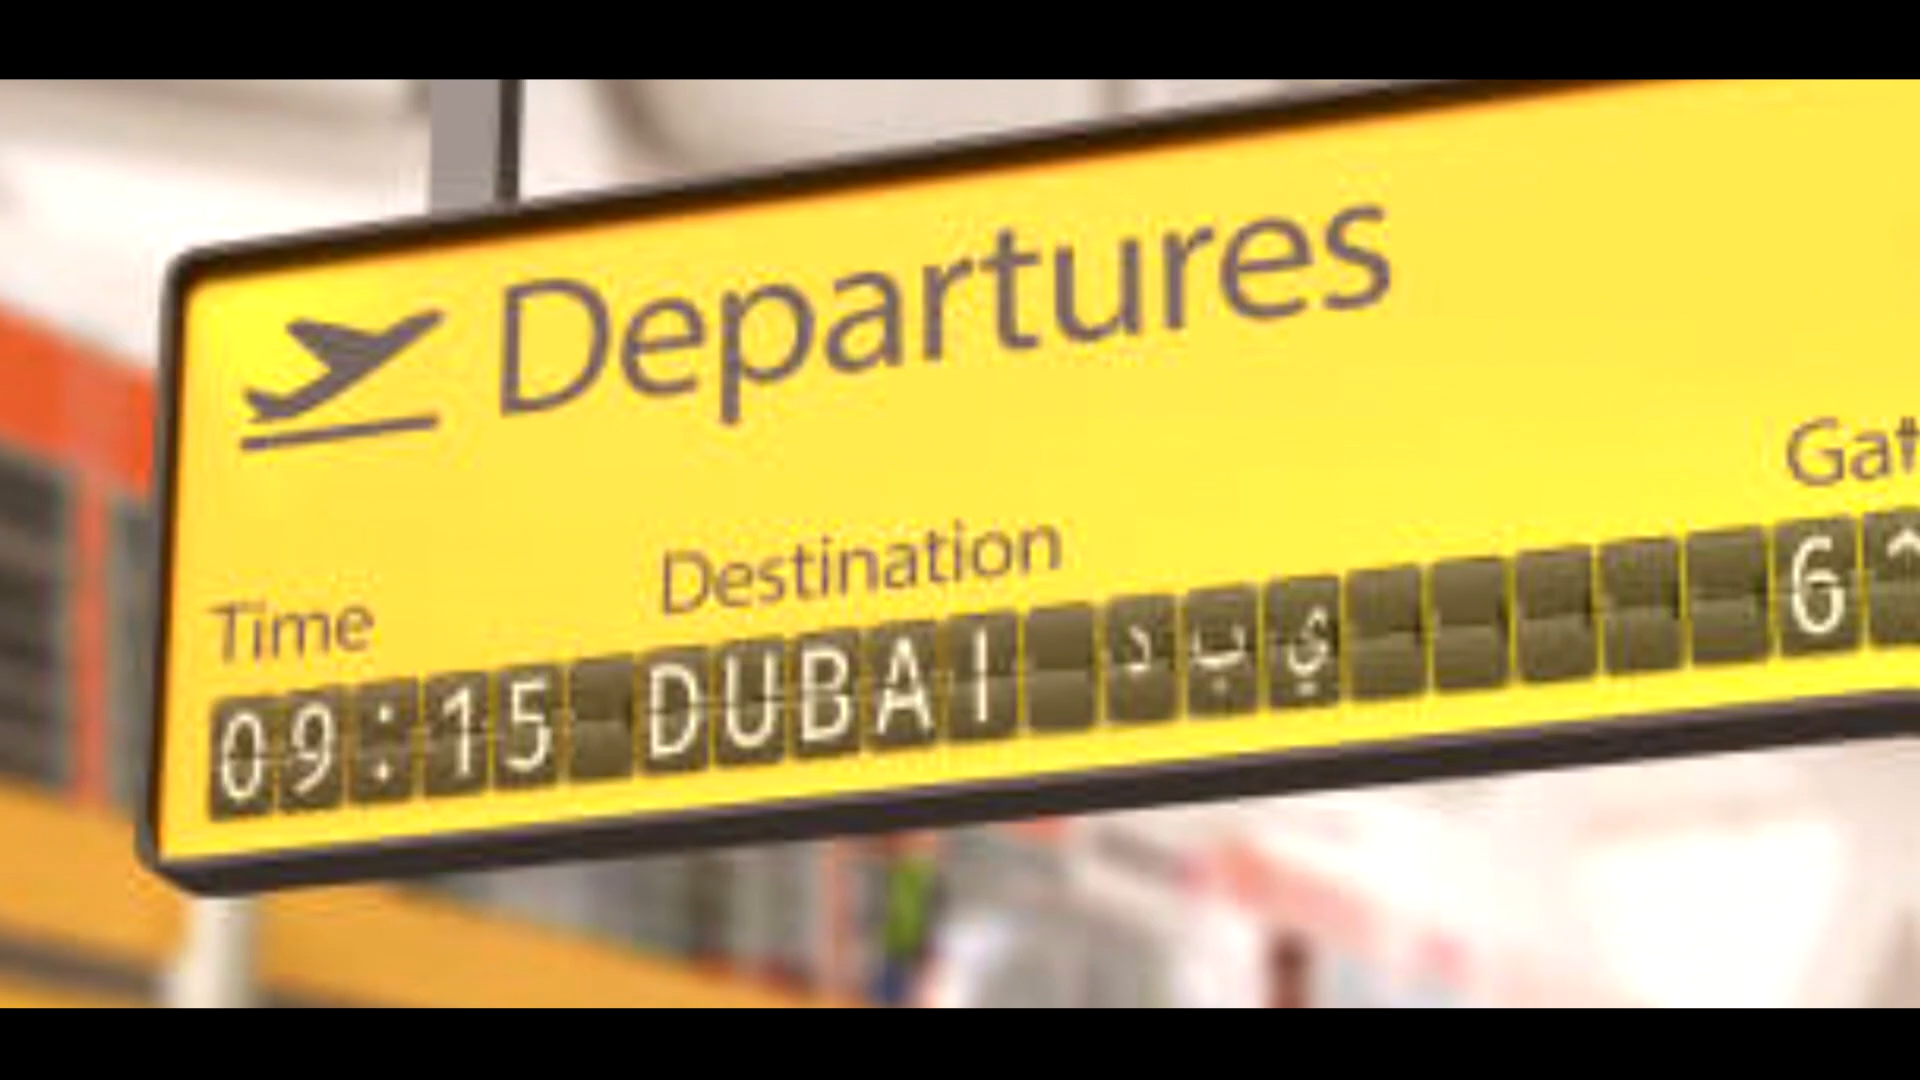 Departures
Time Destination
09:15 DUBAI ي ب د 6